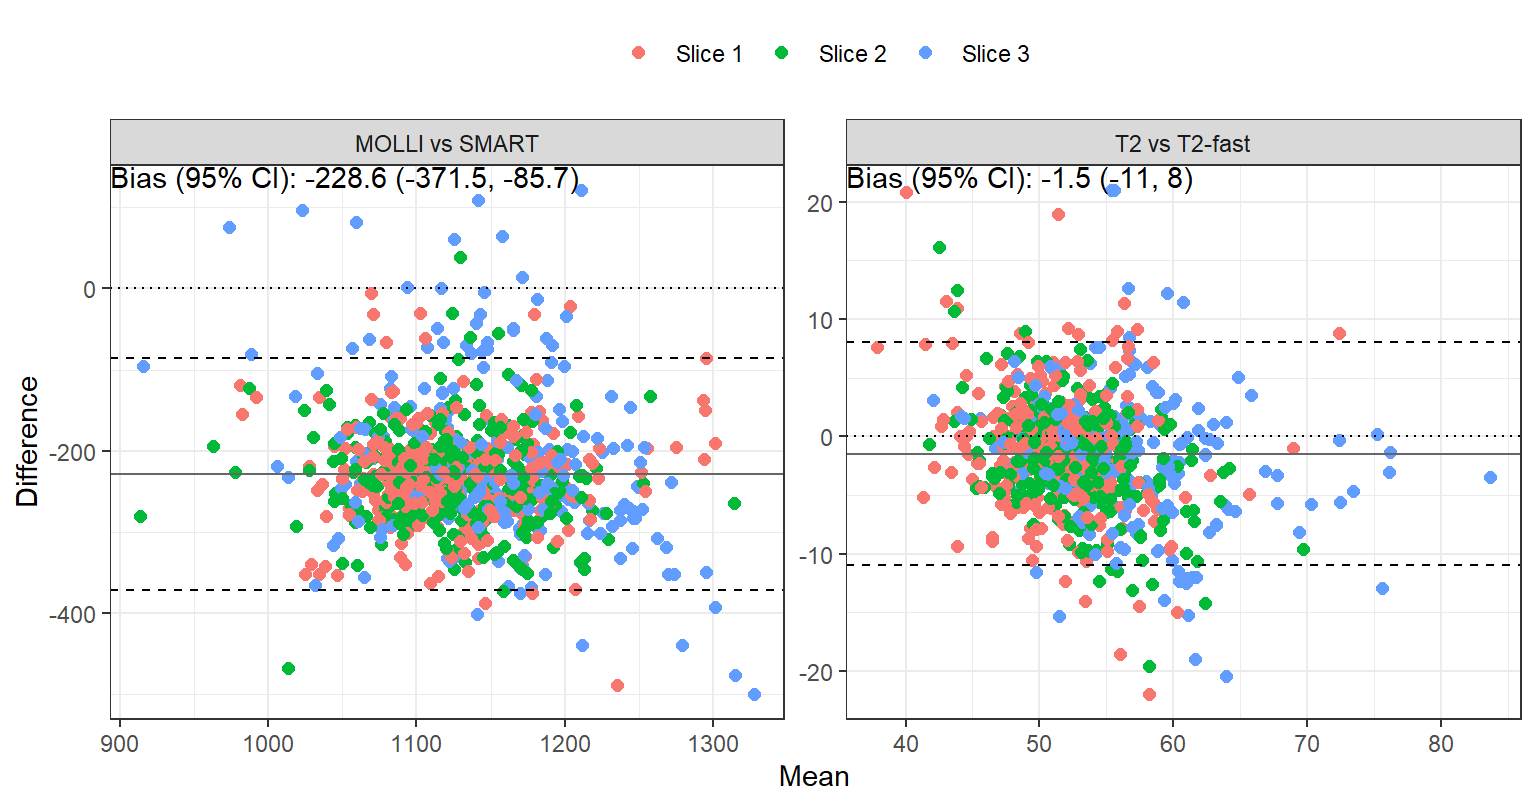 Slice 1 Slice 2 Slice 3
MOLLI vs SMART
Bias (95% CI): -228.6 (-371.5, -85.7)
0
-200
-400
900 1000 1100 1200 1300
T2 vs T2-fast
Bias (95% CI): -1.5 (-11, 8)
20
10
0
-10
-20
40 50 60 70 80
Difference
Mean